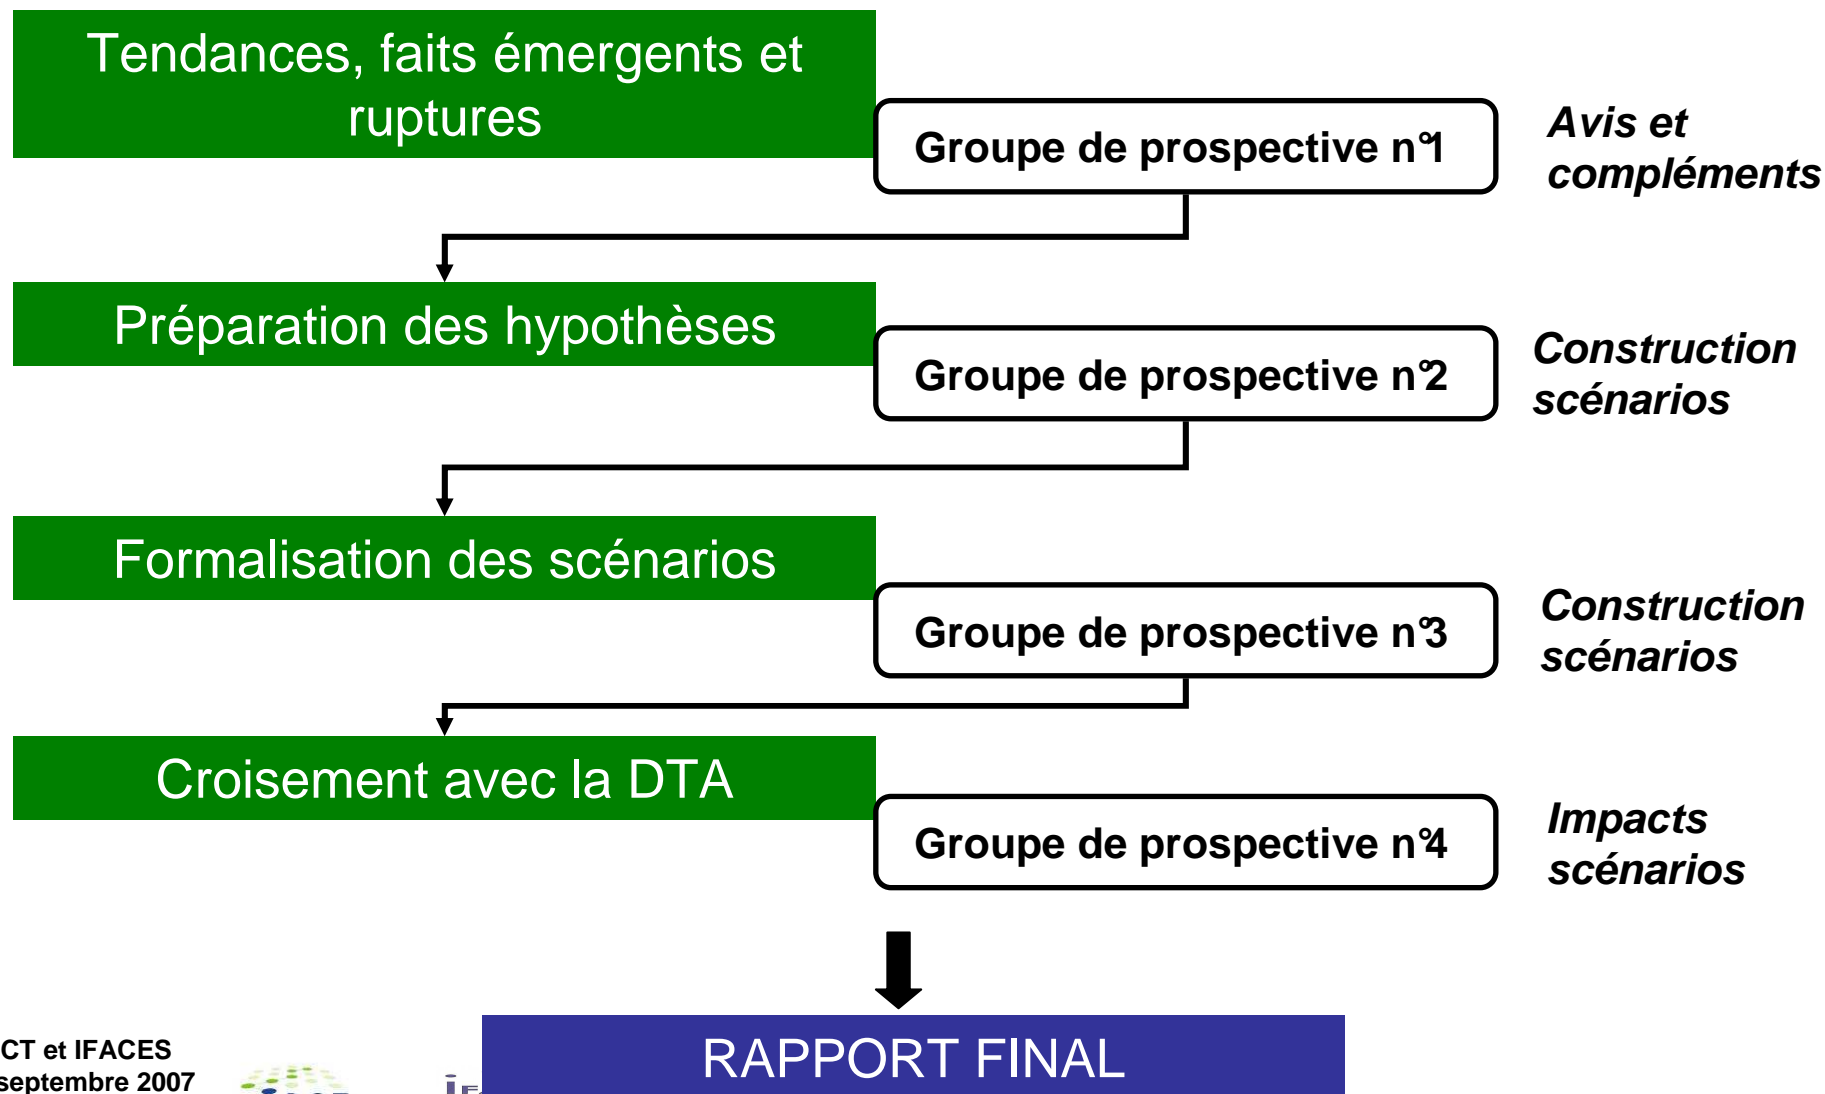 Tendances, faits émergents et
ruptures
Groupe de prospective n°1
Avis et
compléments
Préparation des hypothèses
Groupe de prospective n°2
Construction
scénarios
Formalisation des scénarios
Groupe de prospective n°3
Construction
scénarios
Croisement avec la DTA
Groupe de prospective n°4
Impacts
scénarios
RAPPORT FINAL
CT et IFACES
septembre 2007